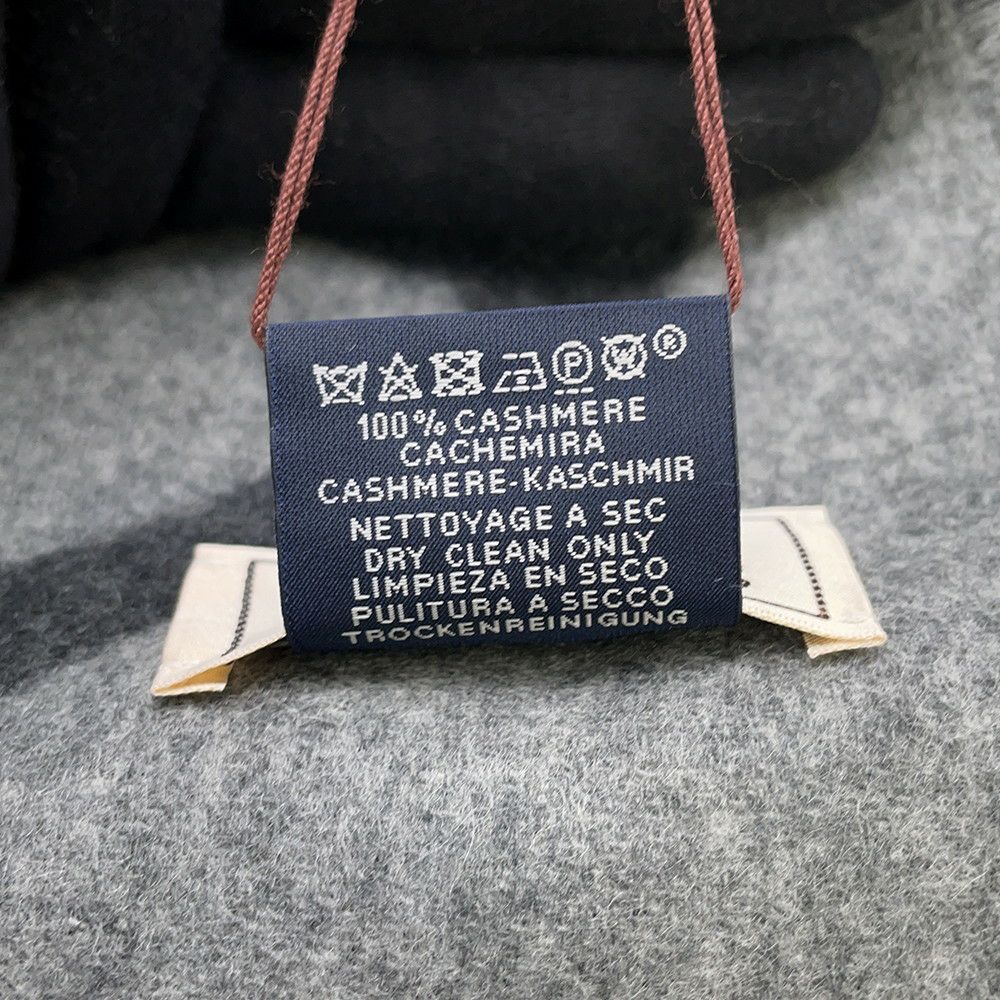 P W ®
100% CASHMERE
CACHEMIRA
CASHMERE-KASCHMIR
NETTOYAGE A SEC
DRY CLEAN ONLY
LIMPIEZA EN SECO
PULITURA A SECCO
TROCKENREINIGUNG